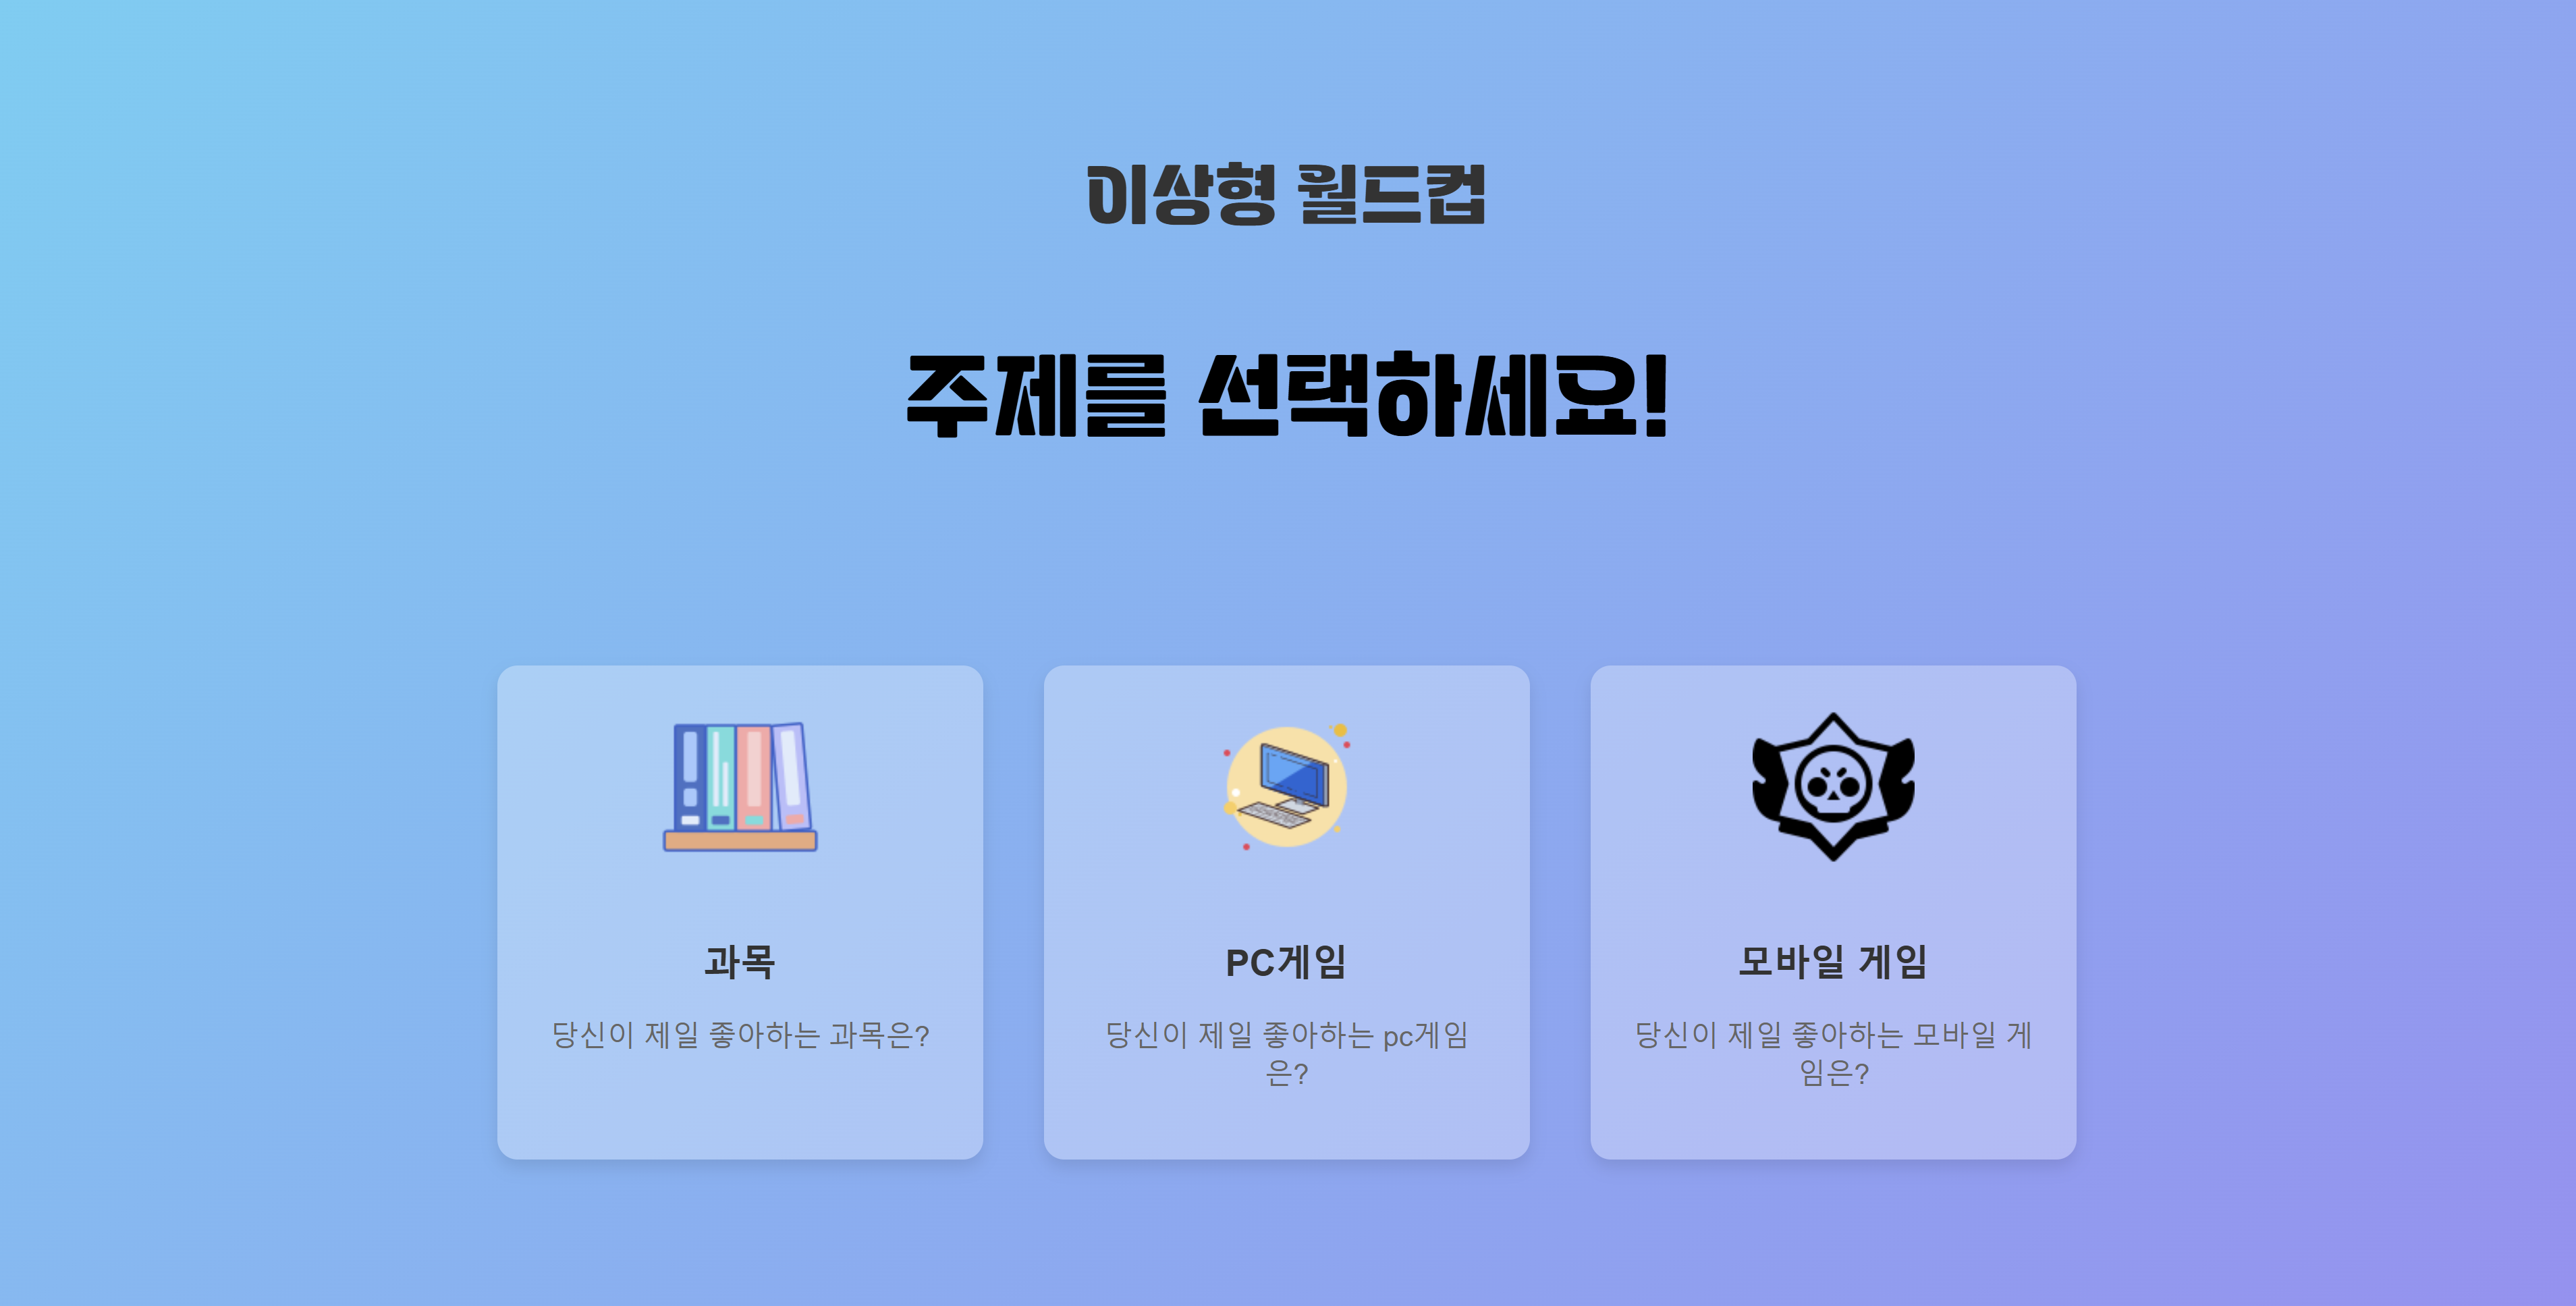 이상형 월드컵
주제를 선택하세요!
과목
당신이 제일 좋아하는 과목은?
PC게임
당신이 제일 좋아하는 pc게임
은?
모바일 게임
당신이 제일 좋아하는 모바일 게
임은?